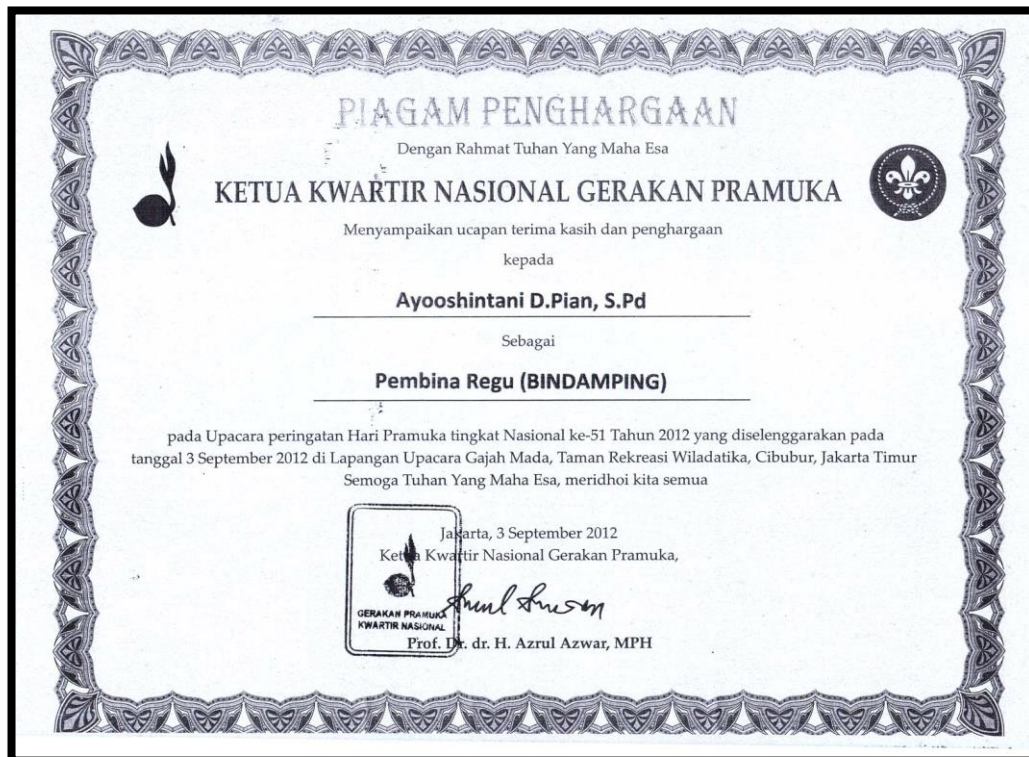 PIAGAM PENGHARGAAN
Dengan Rahmat Tuhan Yang Maha Esa
KETUA KWARTIR NASIONAL GERAKAN PRAMUKA
Menyampaikan ucapan terima kasih dan penghargaan
kepada
Ayooshintani D.Pian, S.Pd
Sebagai
Pembina Regu (BINDAMPING)
pada Upacara peringatan Hari Pramuka tingkat Nasional ke-51 Tahun 2012 yang diselenggarakan pada
tanggal 3 September 2012 di Lapangan Upacara Gajah Mada, Taman Rekreasi Wiladatika, Cibubur, Jakarta Timur
Semoga Tuhan Yang Maha Esa, meridhoi kita semua
Jakarta, 3 September 2012
Ketua Kwartir Nasional Gerakan Pramuka,
GERAKAN PRAMUKA
KWARTIR NASIONAL
Prof. Dr. dr. H. Azrul Azwar, MPH